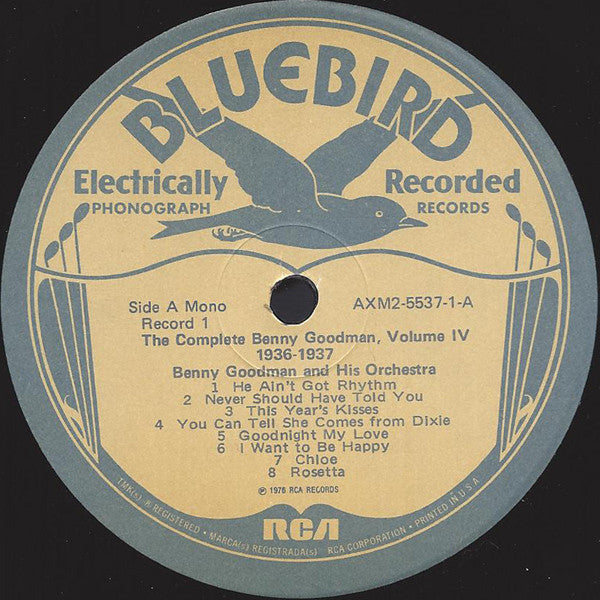 BLUEBIRD
Electrically Recorded
PHONOGRAPH RECORDS
Side A Mono AXM2-5537-1-A
Record 1
The Complete Benny Goodman, Volume IV
1936-1937
Benny Goodman and His Orchestra
1 He Ain't Got Rhythm
2 Never Should Have Told You
3 This Year's Kisses
4 You Can Tell She Comes from Dixie
5 Goodnight My Love
6 I Want to Be Happy
7 Chloe
8 Rosetta
℗ 1976 RCA RECORDS
RCA
TMK(s) ® REGISTERED • MARCA(s) REGISTRADA(s) RCA CORPORATION • PRINTED IN U.S.A